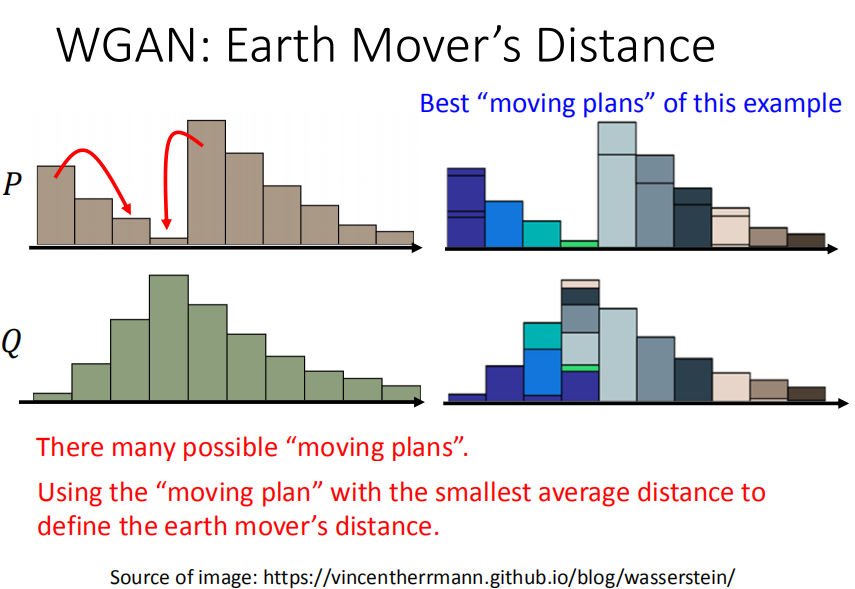 WGAN: Earth Mover’s Distance
Best “moving plans” of this example
P
Q
There many possible “moving plans”.
Using the “moving plan” with the smallest average distance to
define the earth mover’s distance.
Source of image: https://vincentherrmann.github.io/blog/wasserstein/